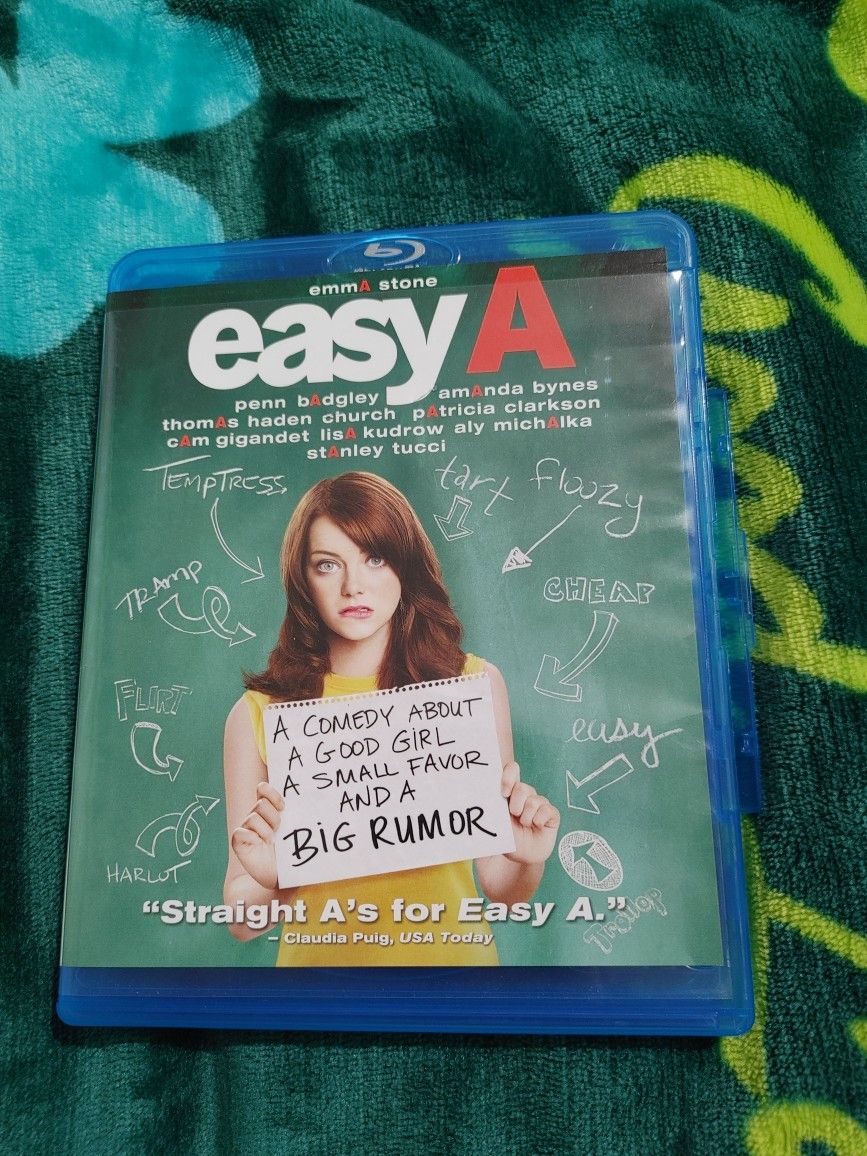 emmA stone
easy A
penn bAdgley amAnda bynes
thomAs haden church pAtricia clarkson
cAm gigandet lisA kudrow aly michAlka
stAnley tucci
TEMPTRESS
tart
floozy
TRAMP
CHEAP
FLIRT
easy
HARLOT
Trollop
A COMEDY ABOUT
A GOOD GIRL
A SMALL FAVOR
AND A
BIG RUMOR
“Straight A's for Easy A.”
– Claudia Puig, USA Today